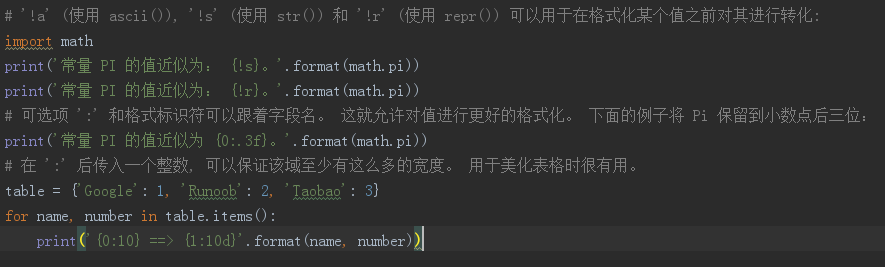 # '!a' (使用 ascii()), '!s' (使用 str()) 和 '!r' (使用 repr()) 可以用于在格式化某个值之前对其进行转化:
import math
print('常量 PI 的值近似为： {!s}。'.format(math.pi))
print('常量 PI 的值近似为： {!r}。'.format(math.pi))
# 可选项 ':' 和格式标识符可以跟着字段名。 这就允许对值进行更好的格式化。 下面的例子将 Pi 保留到小数点后三位：
print('常量 PI 的值近似为 {0:.3f}。'.format(math.pi))
# 在 ':' 后传入一个整数, 可以保证该域至少有这么多的宽度。 用于美化表格时很有用。
table = {'Google': 1, 'Runoob': 2, 'Taobao': 3}
for name, number in table.items():
    print('{0:10} ==> {1:10d}'.format(name, number))